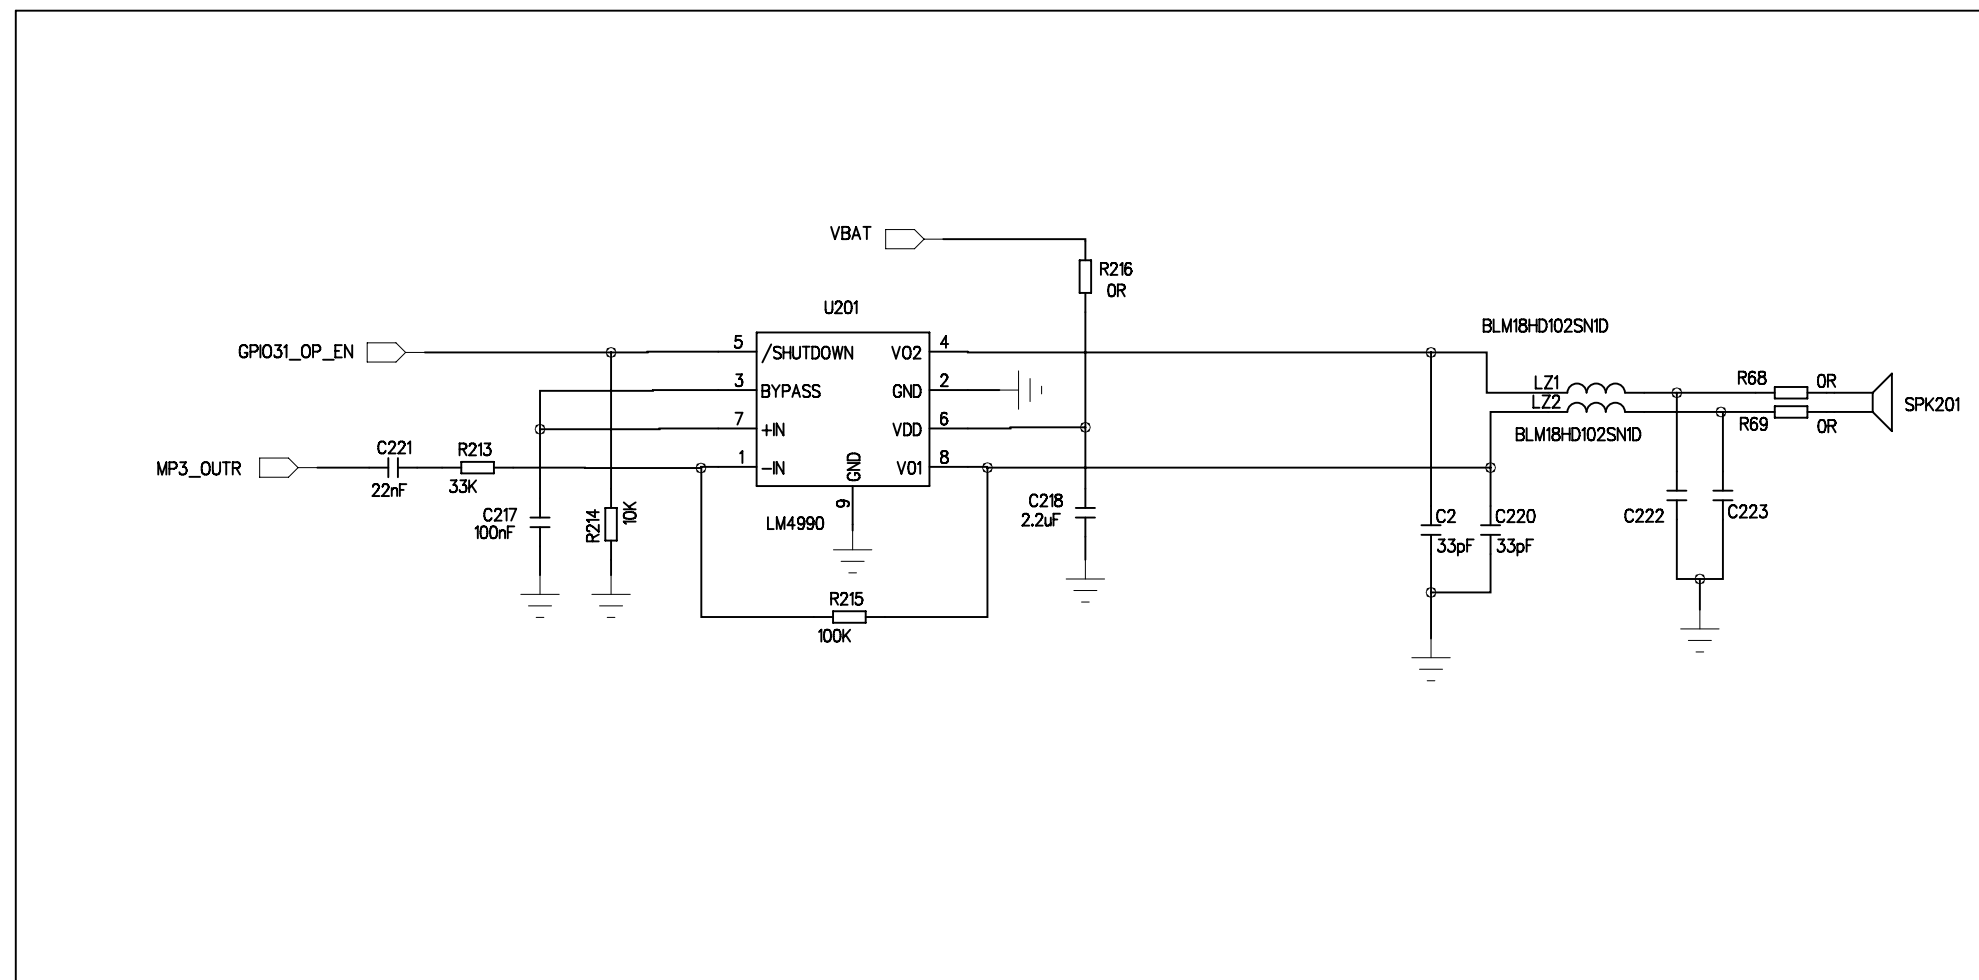 VBAT
R216
0R
U201
BLM18HD102SN1D
GPIO31_OP_EN
5
/SHUTDOWN
VO2
4
3
BYPASS
GND
2
LZ1
R68
0R
LZ2
SPK201
7
+IN
VDD
6
BLM18HD102SN1D
R69
0R
MP3_OUTR
C221
22nF
R213
33K
1
-IN
GND
VO1
8
9
LM4990
C217
100nF
R214
10K
C218
2.2uF
C2
33pF
C220
33pF
C222
C223
R215
100K